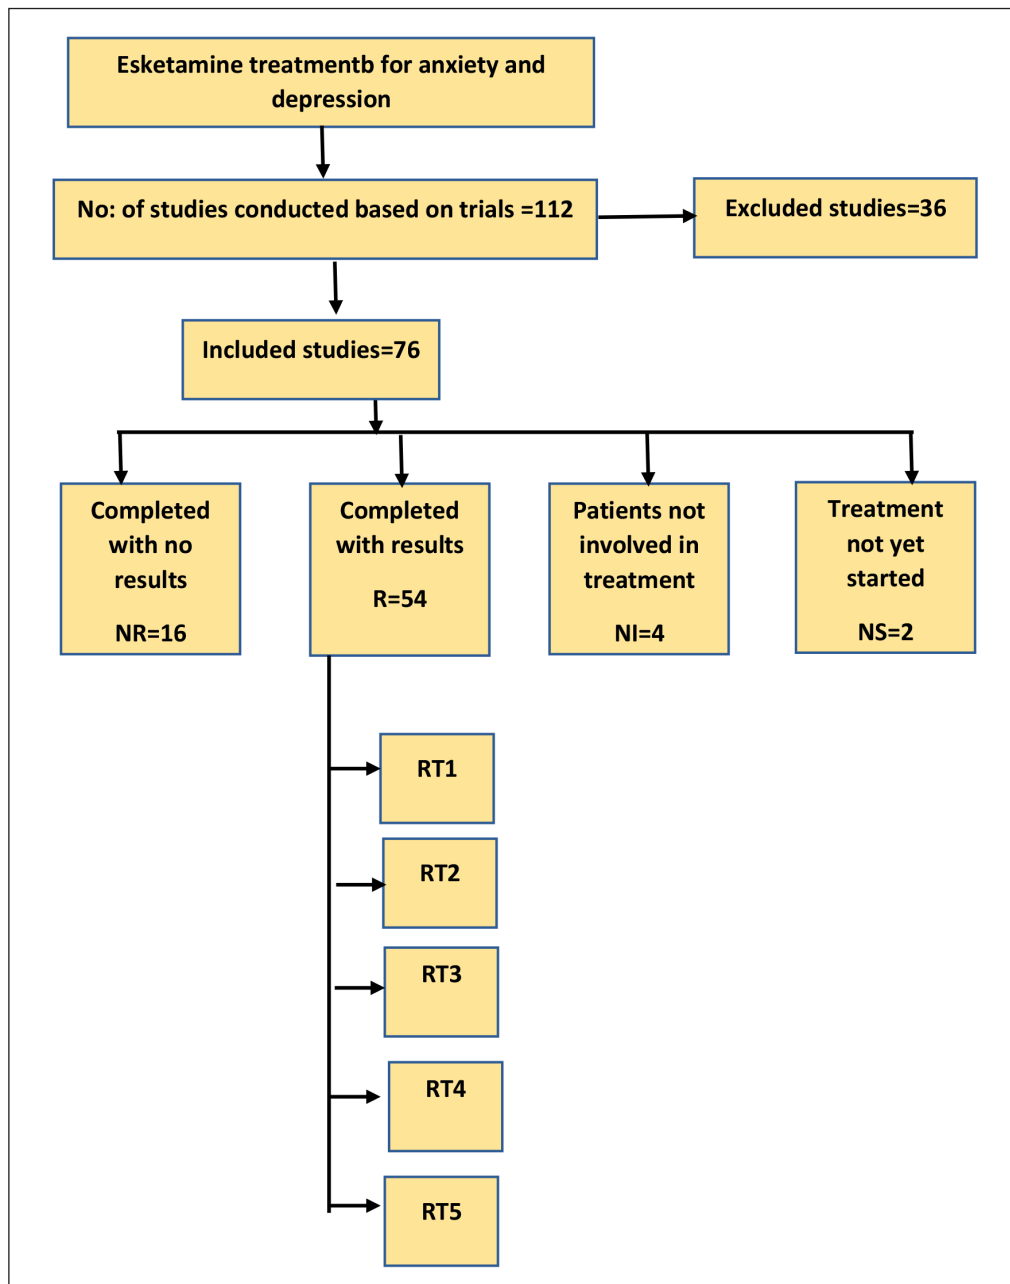 Esketamine treatmentb for anxiety and
depression
No: of studies conducted based on trials =112
Excluded studies=36
Included studies=76
Completed
with no
results
NR=16
Completed
with results
R=54
Patients not
involved in
treatment
NI=4
Treatment
not yet
started
NS=2
RT1
RT2
RT3
RT4
RT5